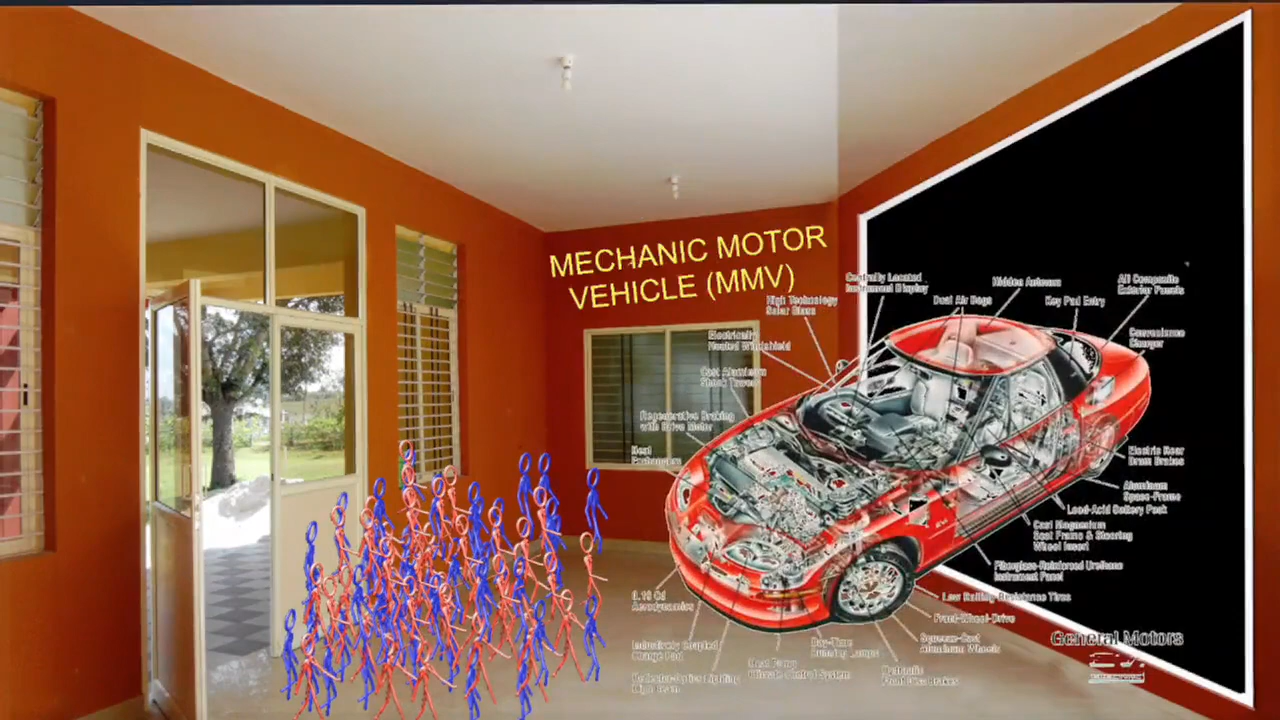 MECHANIC MOTOR
VEHICLE (MMV)
Centrally Located
Instrument Display
Hidden Antenna
All Composite
Exterior Panels
High Technology
Solar Glass
Dual Air Bags
Key Pad Entry
Electrically
Heated Windshield
Convenience
Charger
Cast Aluminum
Shock Towers
Regenerative Braking
with Drive Motor
Heat
Exchangers
Electric Rear
Drum Brakes
Aluminum
Space-Frame
Lead-Acid Battery Pack
Cast Magnesium
Seat Frame & Steering
Wheel Insert
Fiberglass-Reinforced Urethane
Instrument Panel
0.19 Cd
Aerodynamics
Low Rolling Resistance Tires
Front-Wheel-Drive
Squeeze-Cast
Aluminum Wheels
Inductively Coupled
Charge Port
Day-Time
Running Lamps
Heat Pump
Climate Control System
Hydraulic
Front Disc Brakes
General Motors